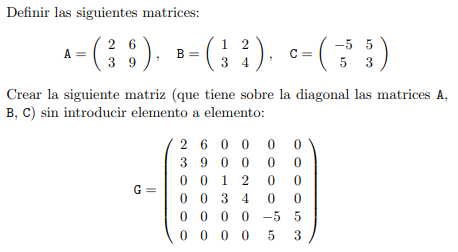 Definir las siguientes matrices:
A = ( 2 6 ), B = ( 1 2 ), C = ( −5 5 )
3 9 3 4 5 3
Crear la siguiente matriz (que tiene sobre la diagonal las matrices A,
B, C) sin introducir elemento a elemento:
2 6 0 0 0 0
3 9 0 0 0 0
0 0 1 2 0 0
G = 0 0 3 4 0 0
0 0 0 0 −5 5
0 0 0 0 5 3